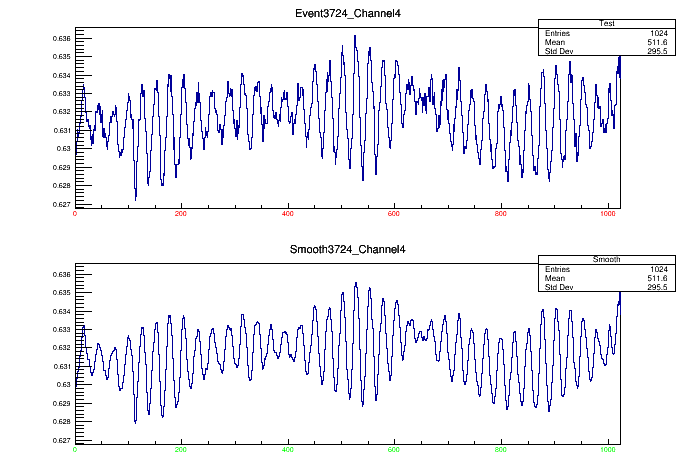 Event3724_Channel4
Test
Entries 1024
Mean 511.6
Std Dev 295.5
0.636
0.635
0.634
0.633
0.632
0.631
0.63
0.629
0.628
0.627
0 200 400 600 800 1000
Smooth3724_Channel4
Smooth
Entries 1024
Mean 511.6
Std Dev 295.5
0.636
0.635
0.634
0.633
0.632
0.631
0.63
0.629
0.628
0.627
0 200 400 600 800 1000